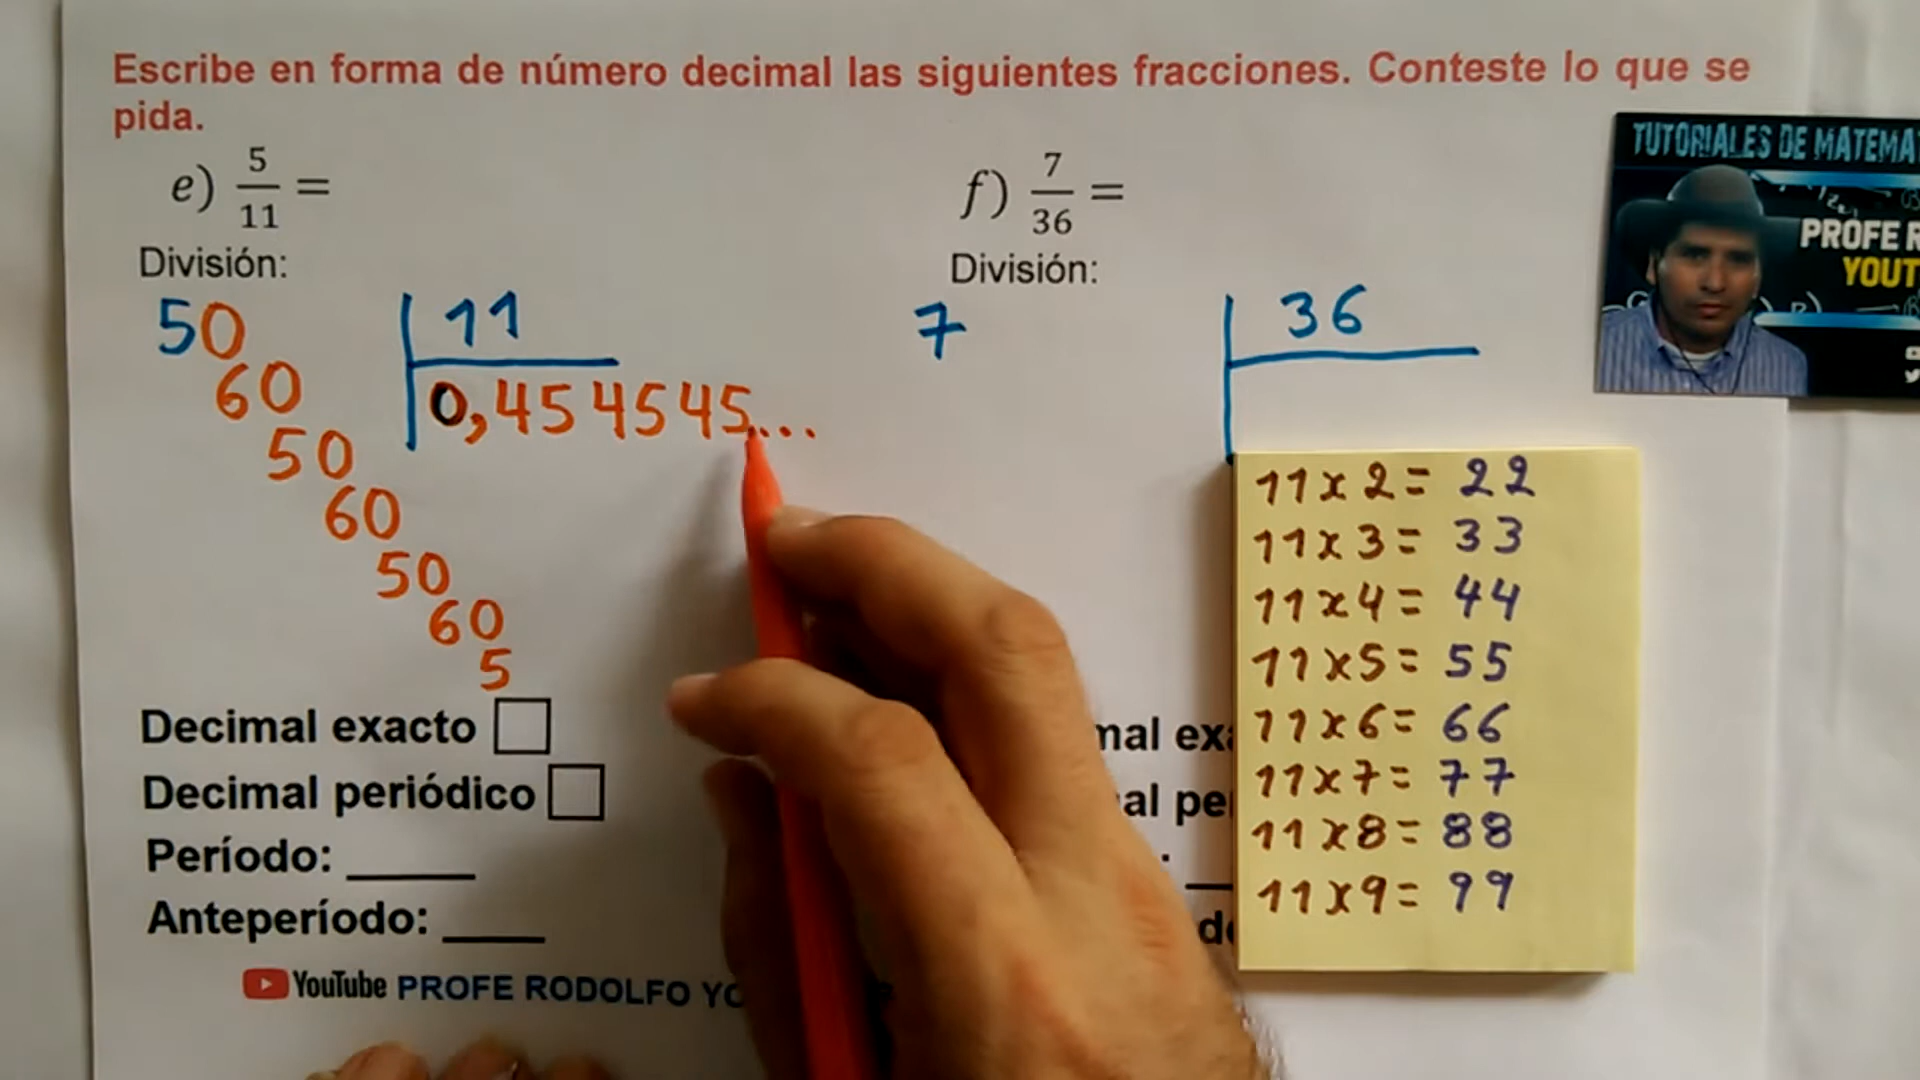 Escribe en forma de número decimal las siguientes fracciones. Conteste lo que se
pida.
e) 5/11 =
División:
50
11
60
0,454545...
50
60
50
60
5
Decimal exacto
Decimal periódico
Período: _____
Anteperíodo: ____
YouTube PROFE RODOLFO YO
f) 7/36 =
División:
7
36
11x2= 22
11x3= 33
11x4= 44
11x5= 55
11x6= 66
11x7= 77
11x8= 88
11x9= 99
TUTORIALES DE MATEMA
PROFE R
YOUT